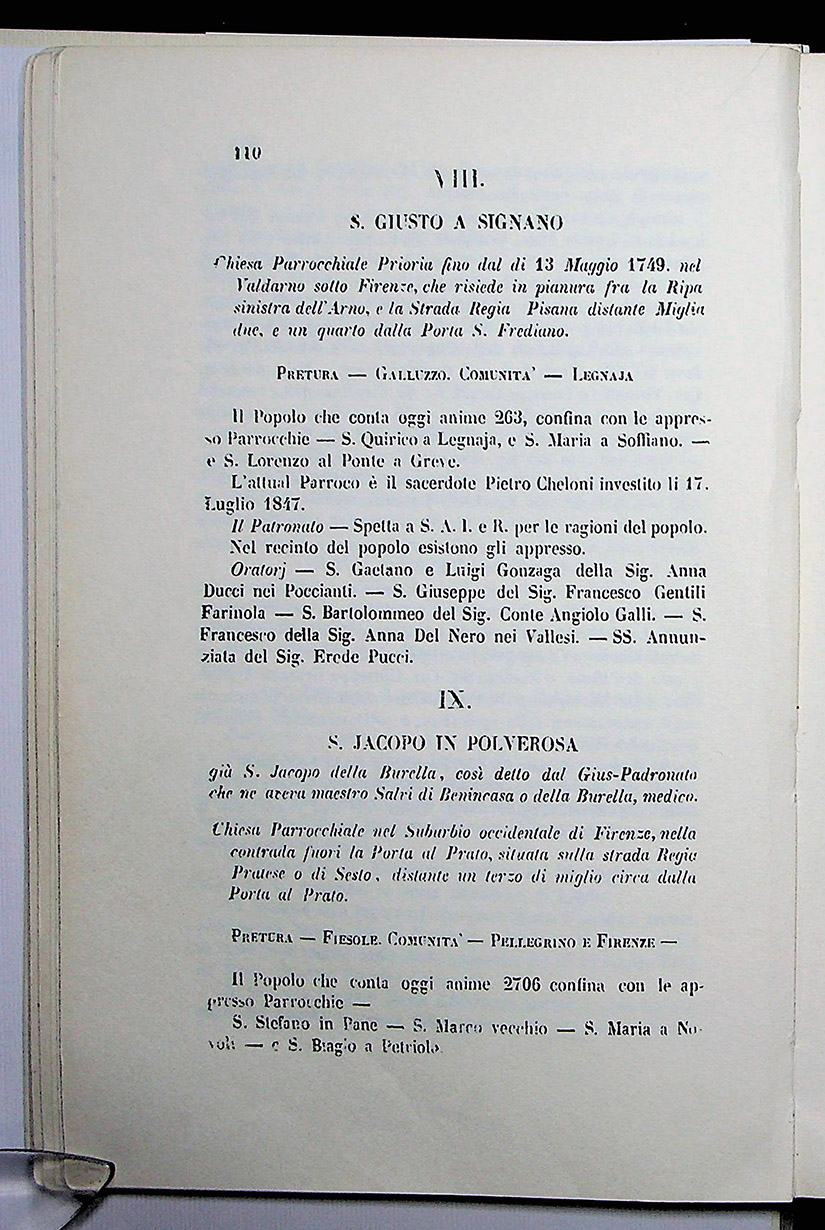 110
VIII.
S. GIUSTO A SIGNANO
Chiesa Parrocchiale Prioria fino dal di 13 Maggio 1749. nel
Valdarno sotto Firenze, che risiede in pianura fra la Ripa
sinistra dell'Arno, e la Strada Regia Pisana distante Miglia
due, e un quarto dalla Porta S. Frediano.
PRETURA — GALLUZZO. COMUNITA' — LEGNAJA
Il Popolo che conta oggi anime 263, confina con le appres-
so Parrocchie — S. Quirico a Legnaja, e S. Maria a Soffiano. —
e S. Lorenzo al Ponte a Greve.
L'attual Parroco è il sacerdote Pietro Cheloni investito li 17.
Luglio 1847.
Il Patronato — Spetta a S. A. I. e R. per le ragioni del popolo.
Nel recinto del popolo esistono gli appresso.
Oratorj — S. Gaetano e Luigi Gonzaga della Sig. Anna
Ducci nei Poccianti. — S. Giuseppe del Sig. Francesco Gentili
Farinola — S. Bartolommeo del Sig. Conte Angiolo Galli. — S.
Francesco della Sig. Anna Del Nero nei Vallesi. — SS. Annun-
ziata del Sig. Erede Pucci.
IX.
S. JACOPO IN POLVEROSA
già S. Jacopo della Burella, così detto dal Gius-Padronato
che ne avera maestro Salvi di Benincasa o della Burella, medico.
Chiesa Parrocchiale nel Suburbio occidentale di Firenze, nella
contrada fuori la Porta al Prato, situata sulla strada Regia
Pratese o di Sesto, distante un terzo di miglio circa dalla
Porta al Prato.
PRETURA — FIESOLE. COMUNITA' — PELLEGRINO E FIRENZE —
Il Popolo che conta oggi anime 2706 confina con le ap-
presso Parrocchie —
S. Stefano in Pane — S. Marco vecchio — S. Maria a No-
voli — e S. Biagio a Petriolo.